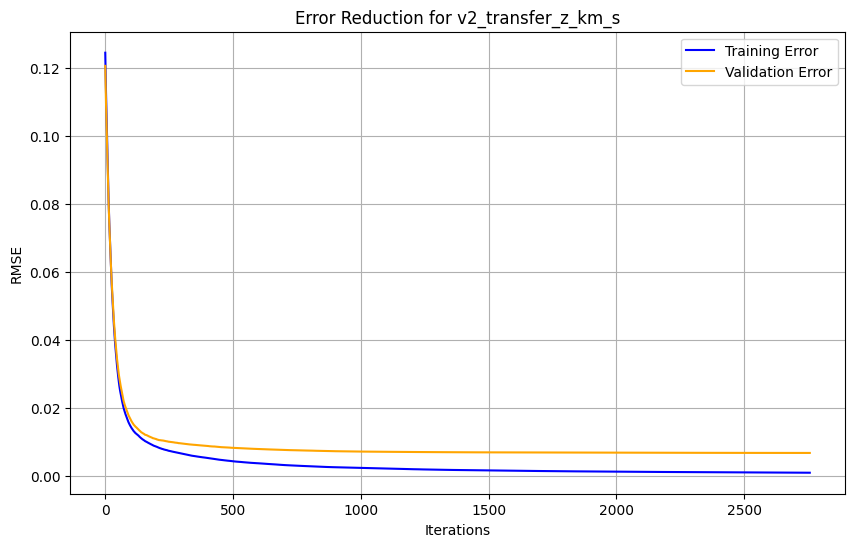 Error Reduction for v2_transfer_z_km_s
Training Error
Validation Error
0.12
0.10
0.08
0.06
0.04
0.02
0.00
RMSE
0 500 1000 1500 2000 2500
Iterations